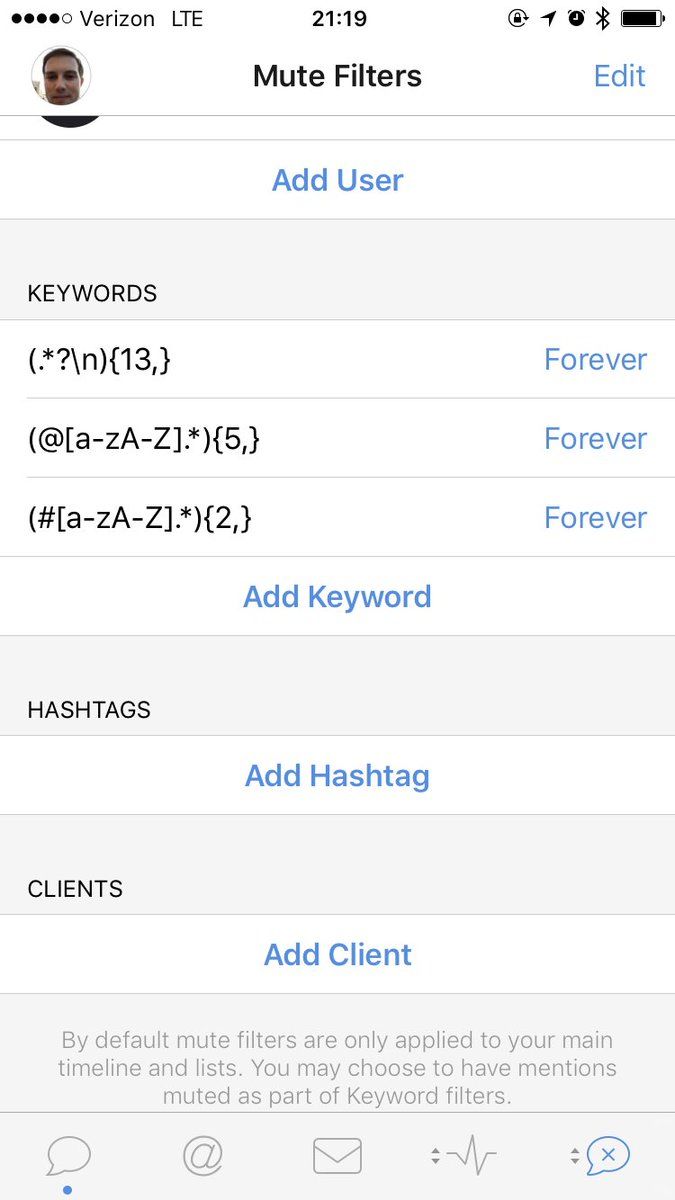 Verizon LTE 21:19
Mute Filters Edit
Add User
KEYWORDS
(.*?\n){13,} Forever
(@[a-zA-Z].*){5,} Forever
(#[a-zA-Z].*){2,} Forever
Add Keyword
HASHTAGS
Add Hashtag
CLIENTS
Add Client
By default mute filters are only applied to your main
timeline and lists. You may choose to have mentions
muted as part of Keyword filters.